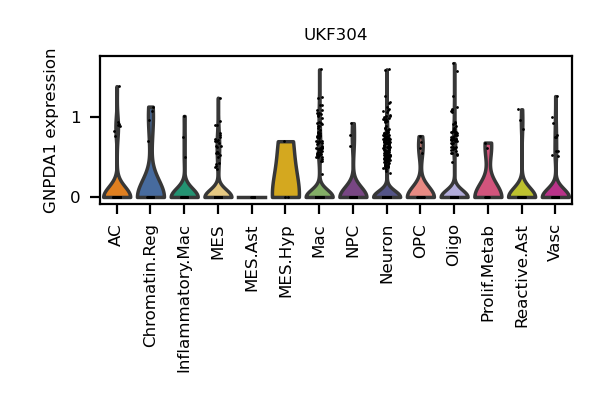 UKF304
GNPDA1 expression
1
0
AC
Chromatin.Reg
Inflammatory.Mac
MES
MES.Ast
MES.Hyp
Mac
NPC
Neuron
OPC
Oligo
Prolif.Metab
Reactive.Ast
Vasc